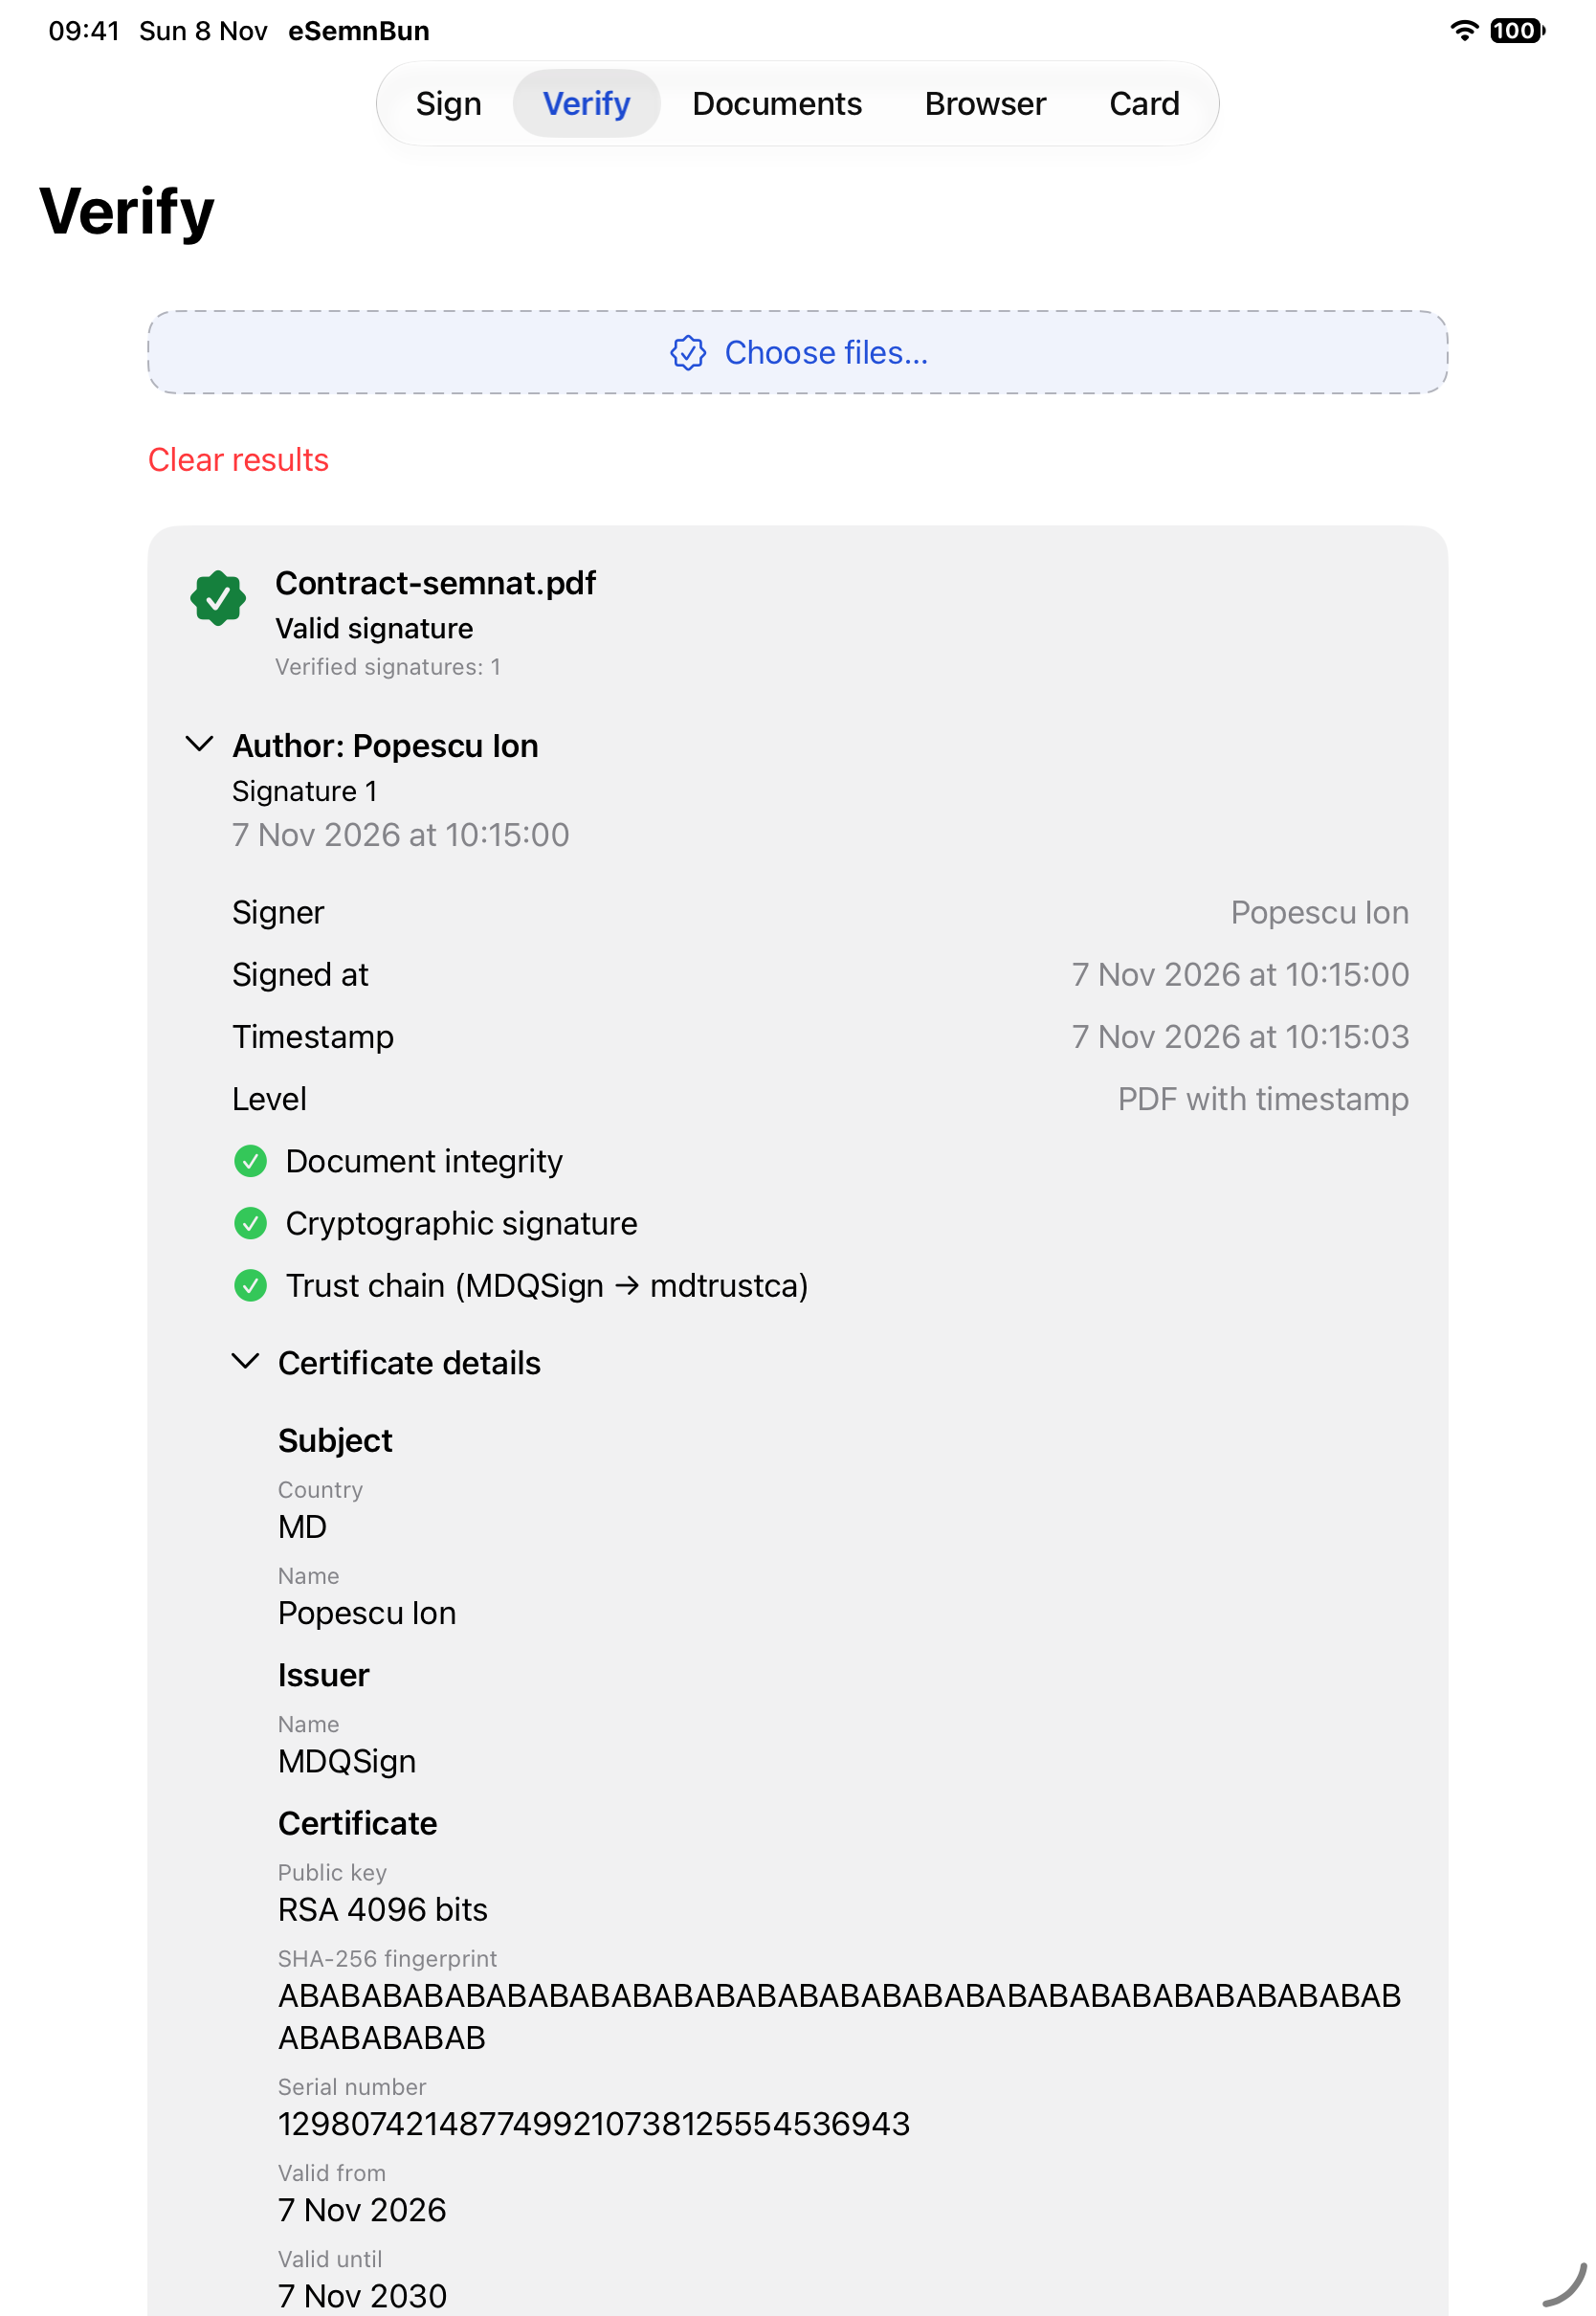 09:41 Sun 8 Nov eSemnBun 100
Sign Verify Documents Browser Card
Verify
Choose files...
Clear results
Contract-semnat.pdf
Valid signature
Verified signatures: 1
Author: Popescu Ion
Signature 1
7 Nov 2026 at 10:15:00
Signer Popescu Ion
Signed at 7 Nov 2026 at 10:15:00
Timestamp 7 Nov 2026 at 10:15:03
Level PDF with timestamp
Document integrity
Cryptographic signature
Trust chain (MDQSign → mdtrustca)
Certificate details
Subject
Country
MD
Name
Popescu Ion
Issuer
Name
MDQSign
Certificate
Public key
RSA 4096 bits
SHA-256 fingerprint
ABABABABABABABABABABABABABABABABABABABABABABABABABABAB
ABABABABAB
Serial number
129807421487749921073812555453694​3
Valid from
7 Nov 2026
Valid until
7 Nov 2030